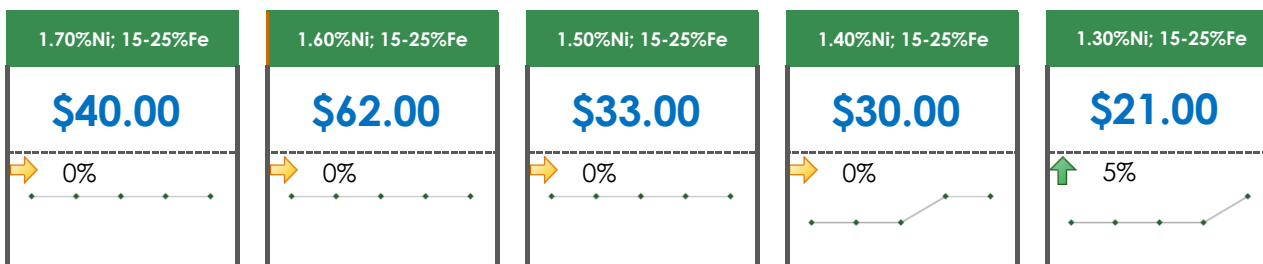 1.70%Ni; 15-25%Fe
$40.00
0%
1.60%Ni; 15-25%Fe
$62.00
0%
1.50%Ni; 15-25%Fe
$33.00
0%
1.40%Ni; 15-25%Fe
$30.00
0%
1.30%Ni; 15-25%Fe
$21.00
5%